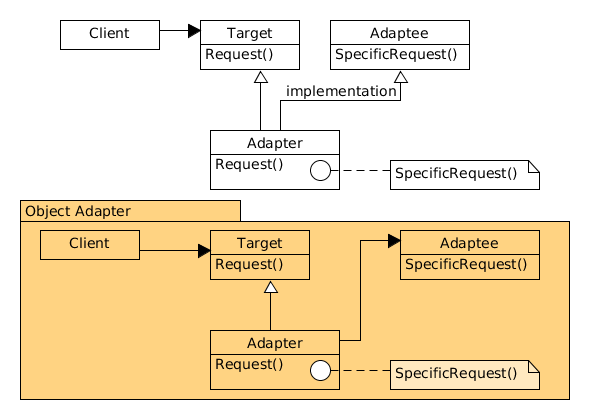 Client
Target
Request()
Adaptee
SpecificRequest()
implementation
Adapter
Request()
SpecificRequest()
Object Adapter
Client
Target
Request()
Adaptee
SpecificRequest()
Adapter
Request()
SpecificRequest()